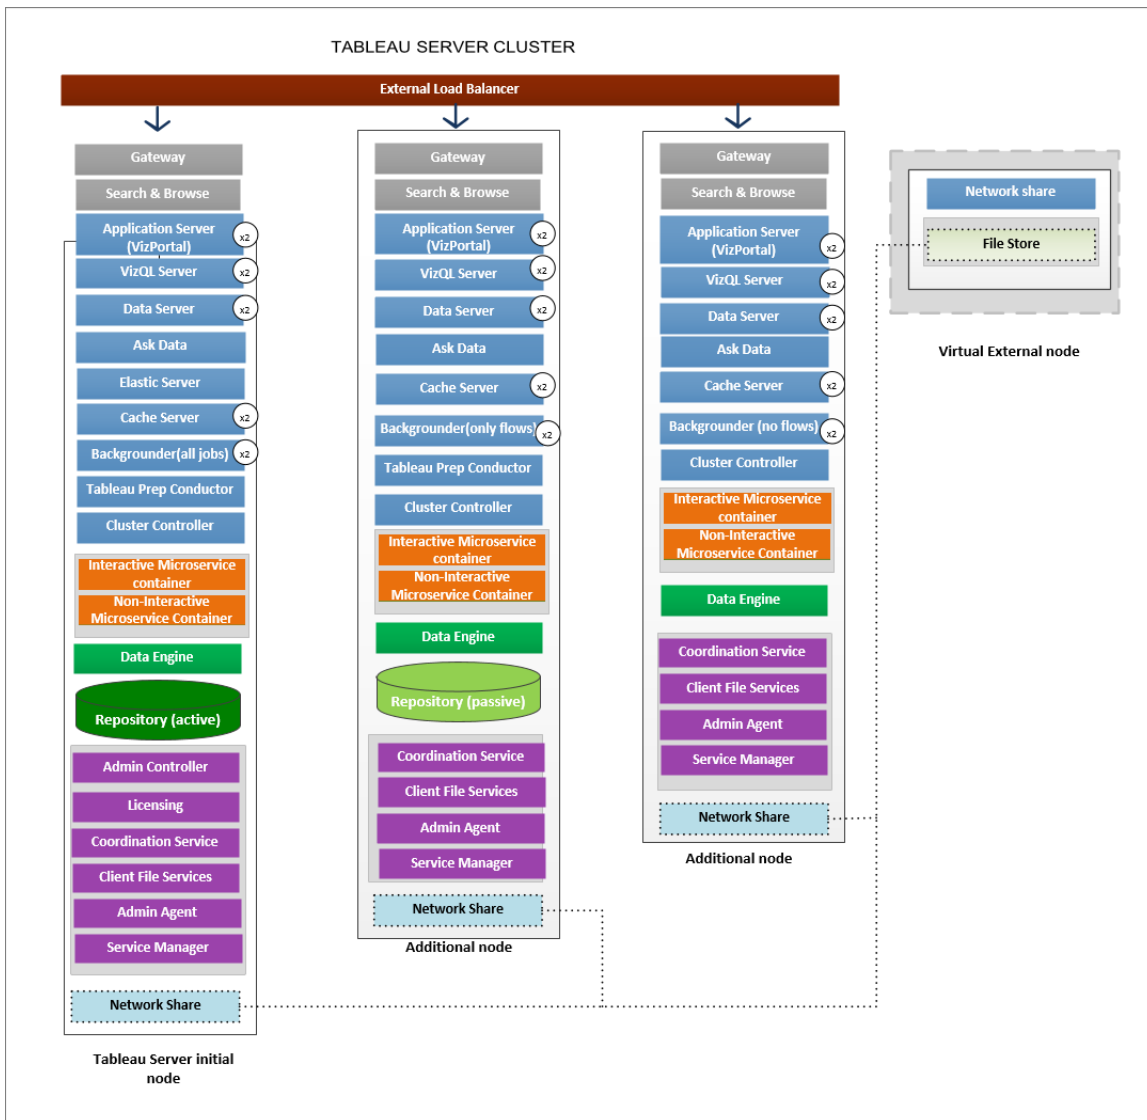 TABLEAU SERVER CLUSTER
External Load Balancer
Gateway
Search & Browse
Application Server
(VizPortal)
x2
VizQL Server
x2
Data Server
x2
Ask Data
Elastic Server
Cache Server
x2
Backgrounder(all jobs)
x2
Tableau Prep Conductor
Cluster Controller
Interactive Microservice
container
Non-Interactive
Microservice Container
Data Engine
Repository (active)
Admin Controller
Licensing
Coordination Service
Client File Services
Admin Agent
Service Manager
Network Share
Tableau Server initial
node
Gateway
Search & Browse
Application Server
(VizPortal)
x2
VizQL Server
x2
Data Server
x2
Ask Data
Cache Server
x2
Backgrounder(only flows)
x2
Tableau Prep Conductor
Cluster Controller
Interactive Microservice
container
Non-Interactive
Microservice Container
Data Engine
Repository (passive)
Coordination Service
Client File Services
Admin Agent
Service Manager
Network Share
Additional node
Gateway
Search & Browse
Application Server
(VizPortal)
x2
VizQL Server
x2
Data Server
x2
Ask Data
Cache Server
x2
Backgrounder (no flows)
x2
Cluster Controller
Interactive Microservice
container
Non-Interactive
Microservice Container
Data Engine
Coordination Service
Client File Services
Admin Agent
Service Manager
Network Share
Additional node
Network share
File Store
Virtual External node